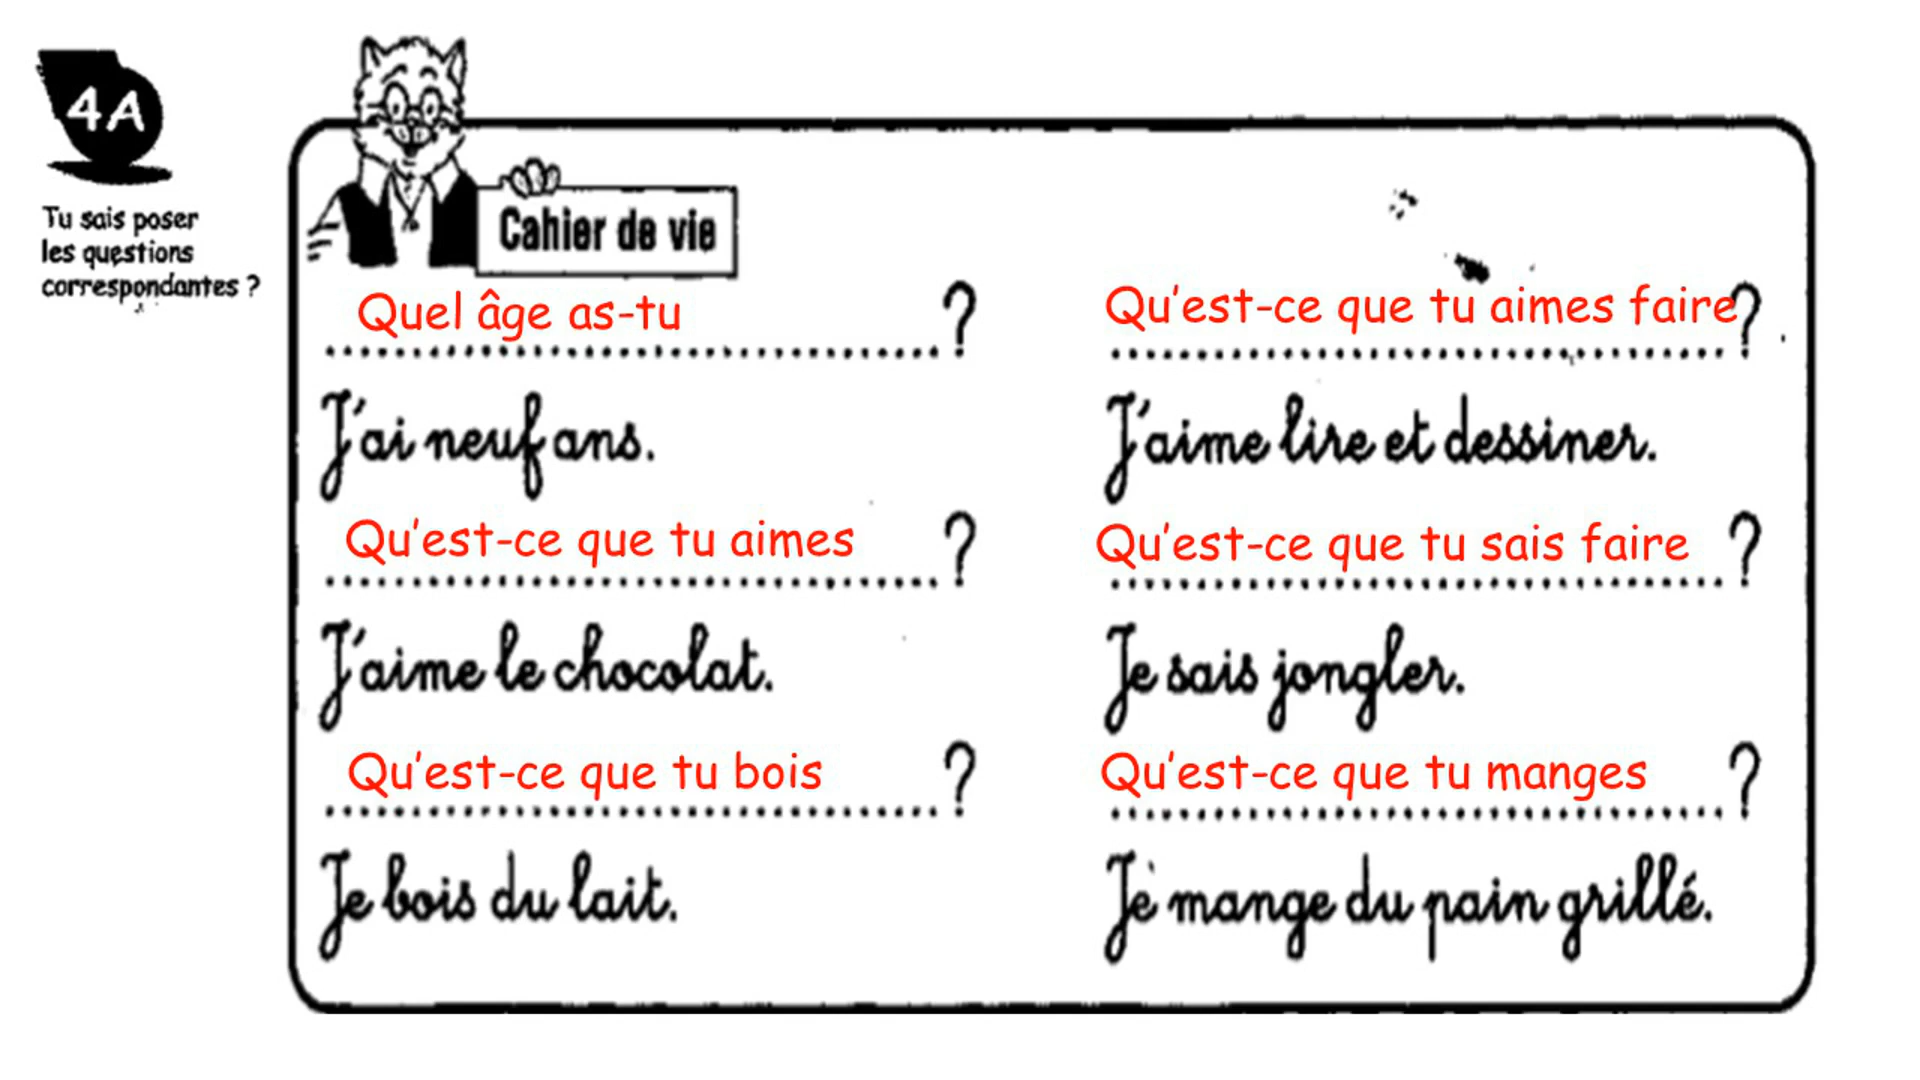 4A
Tu sais poser
les questions
correspondantes ?
Cahier de vie
Quel âge as-tu ?
J'ai neuf ans.
Qu'est-ce que tu aimes ?
J'aime le chocolat.
Qu'est-ce que tu bois ?
Je bois du lait.
Qu'est-ce que tu aimes faire ?
J'aime lire et dessiner.
Qu'est-ce que tu sais faire ?
Je sais jongler.
Qu'est-ce que tu manges ?
Je mange du pain grillé.